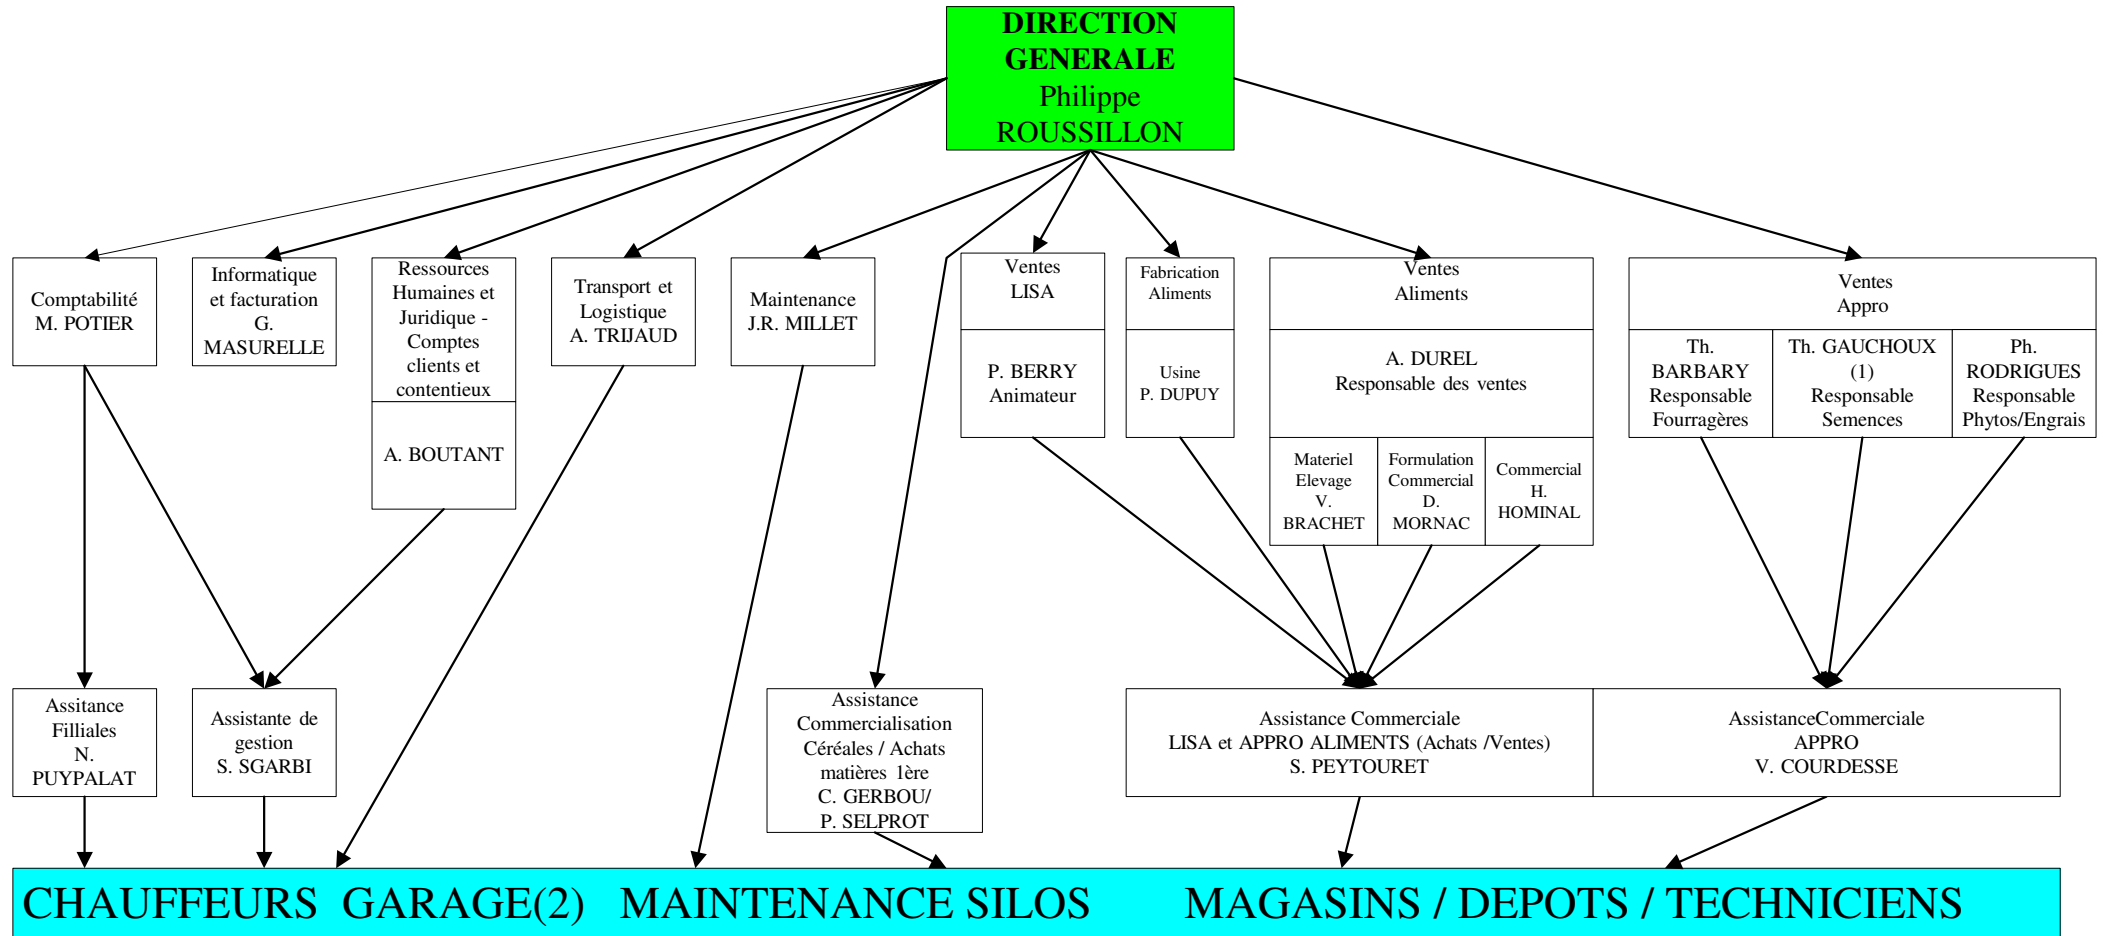 DIRECTION
GENERALE
Philippe
ROUSSILLON
Comptabilité
M. POTIER
Informatique
et facturation
G.
MASURELLE
Ressources
Humaines et
Juridique -
Comptes
clients et
contentieux
A. BOUTANT
Transport et
Logistique
A. TRIJAUD
Maintenance
J.R. MILLET
Ventes
LISA
P. BERRY
Animateur
Fabrication
Aliments
Usine
P. DUPUY
Ventes
Aliments
A. DUREL
Responsable des ventes
Materiel
Elevage
V.
BRACHET
Formulation
Commercial
D.
MORNAC
Commercial
H.
HOMINAL
Ventes
Appro
Th.
BARBARY
Responsable
Fourragères
Th. GAUCHOUX
(1)
Responsable
Semences
Ph.
RODRIGUES
Responsable
Phytos/Engrais
Assitance
Filliales
N.
PUYPALAT
Assistante de
gestion
S. SGARBI
Assistance
Commercialisation
Céréales / Achats
matières 1ère
C. GERBOU/
P. SELPROT
Assistance Commerciale
LISA et APPRO ALIMENTS (Achats /Ventes)
S. PEYTOURET
AssistanceCommerciale
APPRO
V. COURDESSE
CHAUFFEURS GARAGE(2) MAINTENANCE SILOS MAGASINS / DEPOTS / TECHNICIENS